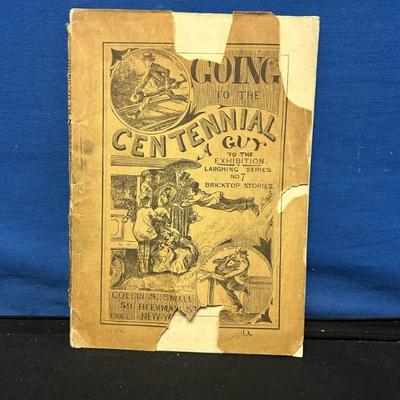 GOING
TO THE
CENTENNIAL
A GUY
TO THE
EXHIBITION.
LAUGHING SERIES.
NO 7
BRICKTOP STORIES.
COLLIN & SMALL
59 BEEKMAN ST
NEW-YO